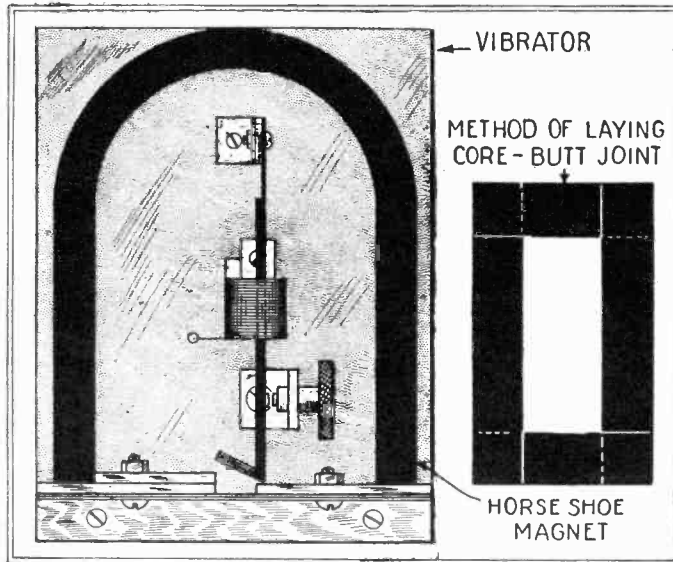 VIBRATOR
METHOD OF LAYING
CORE-BUTT JOINT
HORSE SHOE
MAGNET